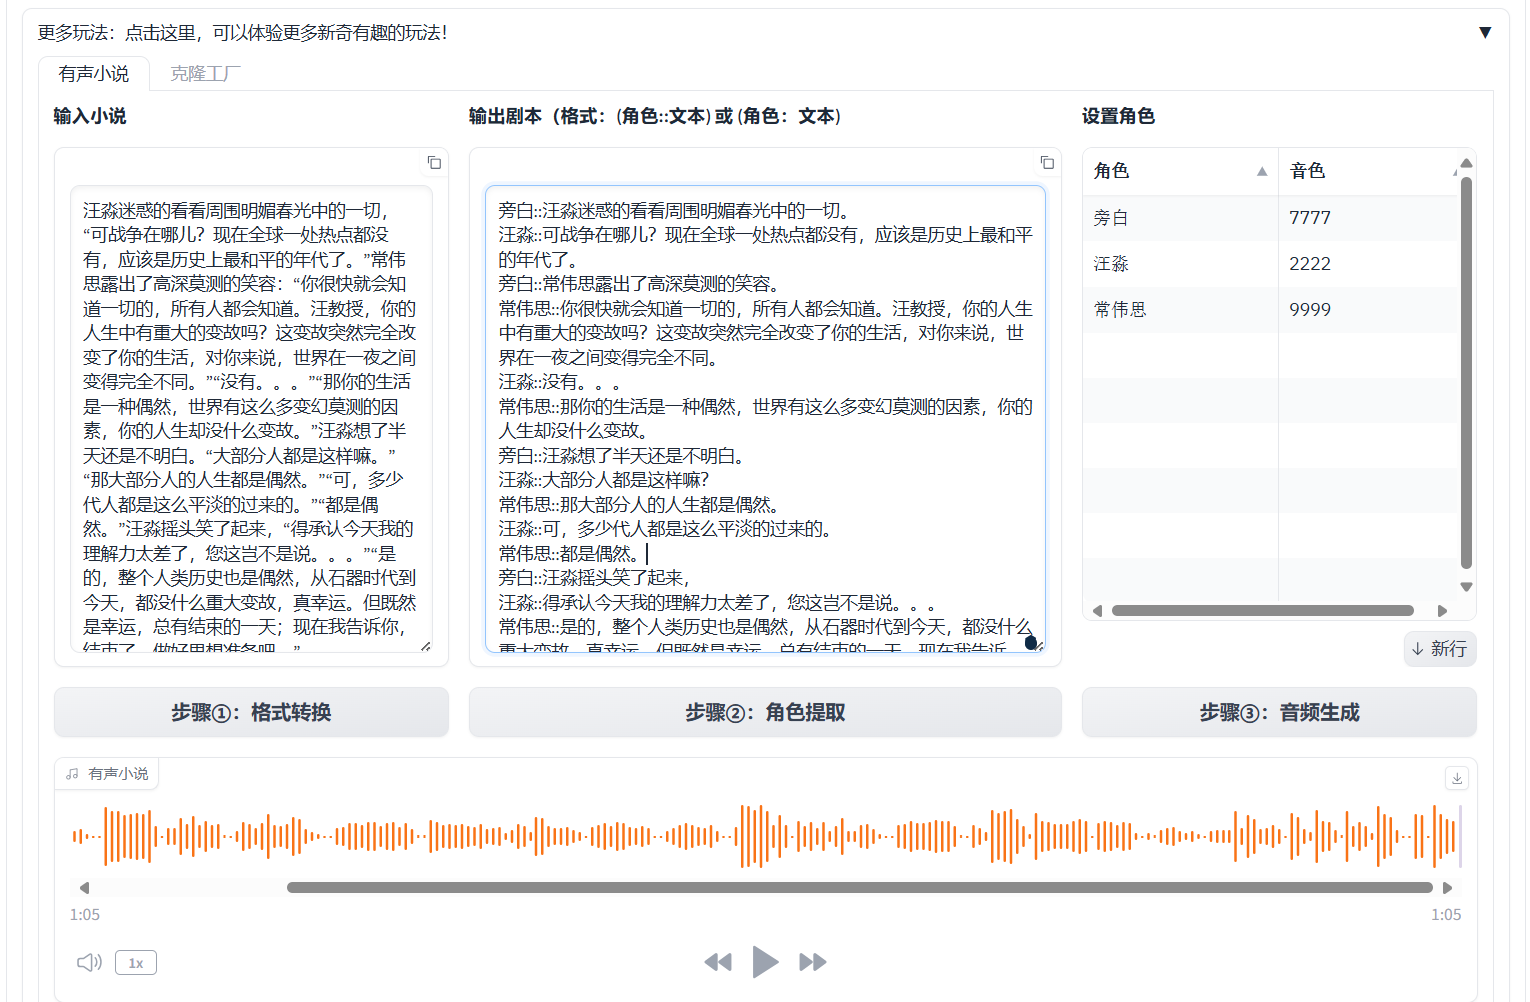 更多玩法：点击这里，可以体验更多新奇有趣的玩法！
▼
有声小说
克隆工厂
输入小说
汪淼迷惑的看看周围明媚春光中的一切，
“可战争在哪儿？现在全球一处热点都没
有，应该是历史上最和平的年代了。”常伟
思露出了高深莫测的笑容：“你很快就会知
道一切的，所有人都会知道。汪教授，你的
人生中有重大的变故吗？这变故突然完全改
变了你的生活，对你来说，世界在一夜之间
变得完全不同。”“没有。。。”“那你的生活
是一种偶然，世界有这么多变幻莫测的因
素，你的人生却没什么变故。”汪淼想了半
天还是不明白。“大部分人都是这样嘛。”
“那大部分人的人生都是偶然。”“可，多少
代人都是这么平淡的过来的。”“都是偶
然。”汪淼摇头笑了起来，“得承认今天我的
理解力太差了，您这岂不是说。。。”“是
的，整个人类历史也是偶然，从石器时代到
今天，都没什么重大变故，真幸运。但既然
是幸运，总有结束的一天；现在我告诉你，
结束了，做好思想准备吧。”
输出剧本（格式：(角色::文本) 或 (角色：文本)
旁白::汪淼迷惑的看看周围明媚春光中的一切。
汪淼::可战争在哪儿？现在全球一处热点都没有，应该是历史上最和平
的年代了。
旁白::常伟思露出了高深莫测的笑容。
常伟思::你很快就会知道一切的，所有人都会知道。汪教授，你的人生
中有重大的变故吗？这变故突然完全改变了你的生活，对你来说，世
界在一夜之间变得完全不同。
汪淼::没有。。。
常伟思::那你的生活是一种偶然，世界有这么多变幻莫测的因素，你的
人生却没什么变故。
旁白::汪淼想了半天还是不明白。
汪淼::大部分人都是这样嘛？
常伟思::那大部分人的人生都是偶然。
汪淼::可，多少代人都是这么平淡的过来的。
常伟思::都是偶然。
旁白::汪淼摇头笑了起来，
汪淼::得承认今天我的理解力太差了，您这岂不是说。。。
常伟思::是的，整个人类历史也是偶然，从石器时代到今天，都没什么
重大变故，真幸运。但既然是幸运，总有结束的一天，现在我告诉
设置角色
角色 音色
旁白 7777
汪淼 2222
常伟思 9999
新行
步骤①：格式转换
步骤②：角色提取
步骤③：音频生成
有声小说
1:05
1:05
1x